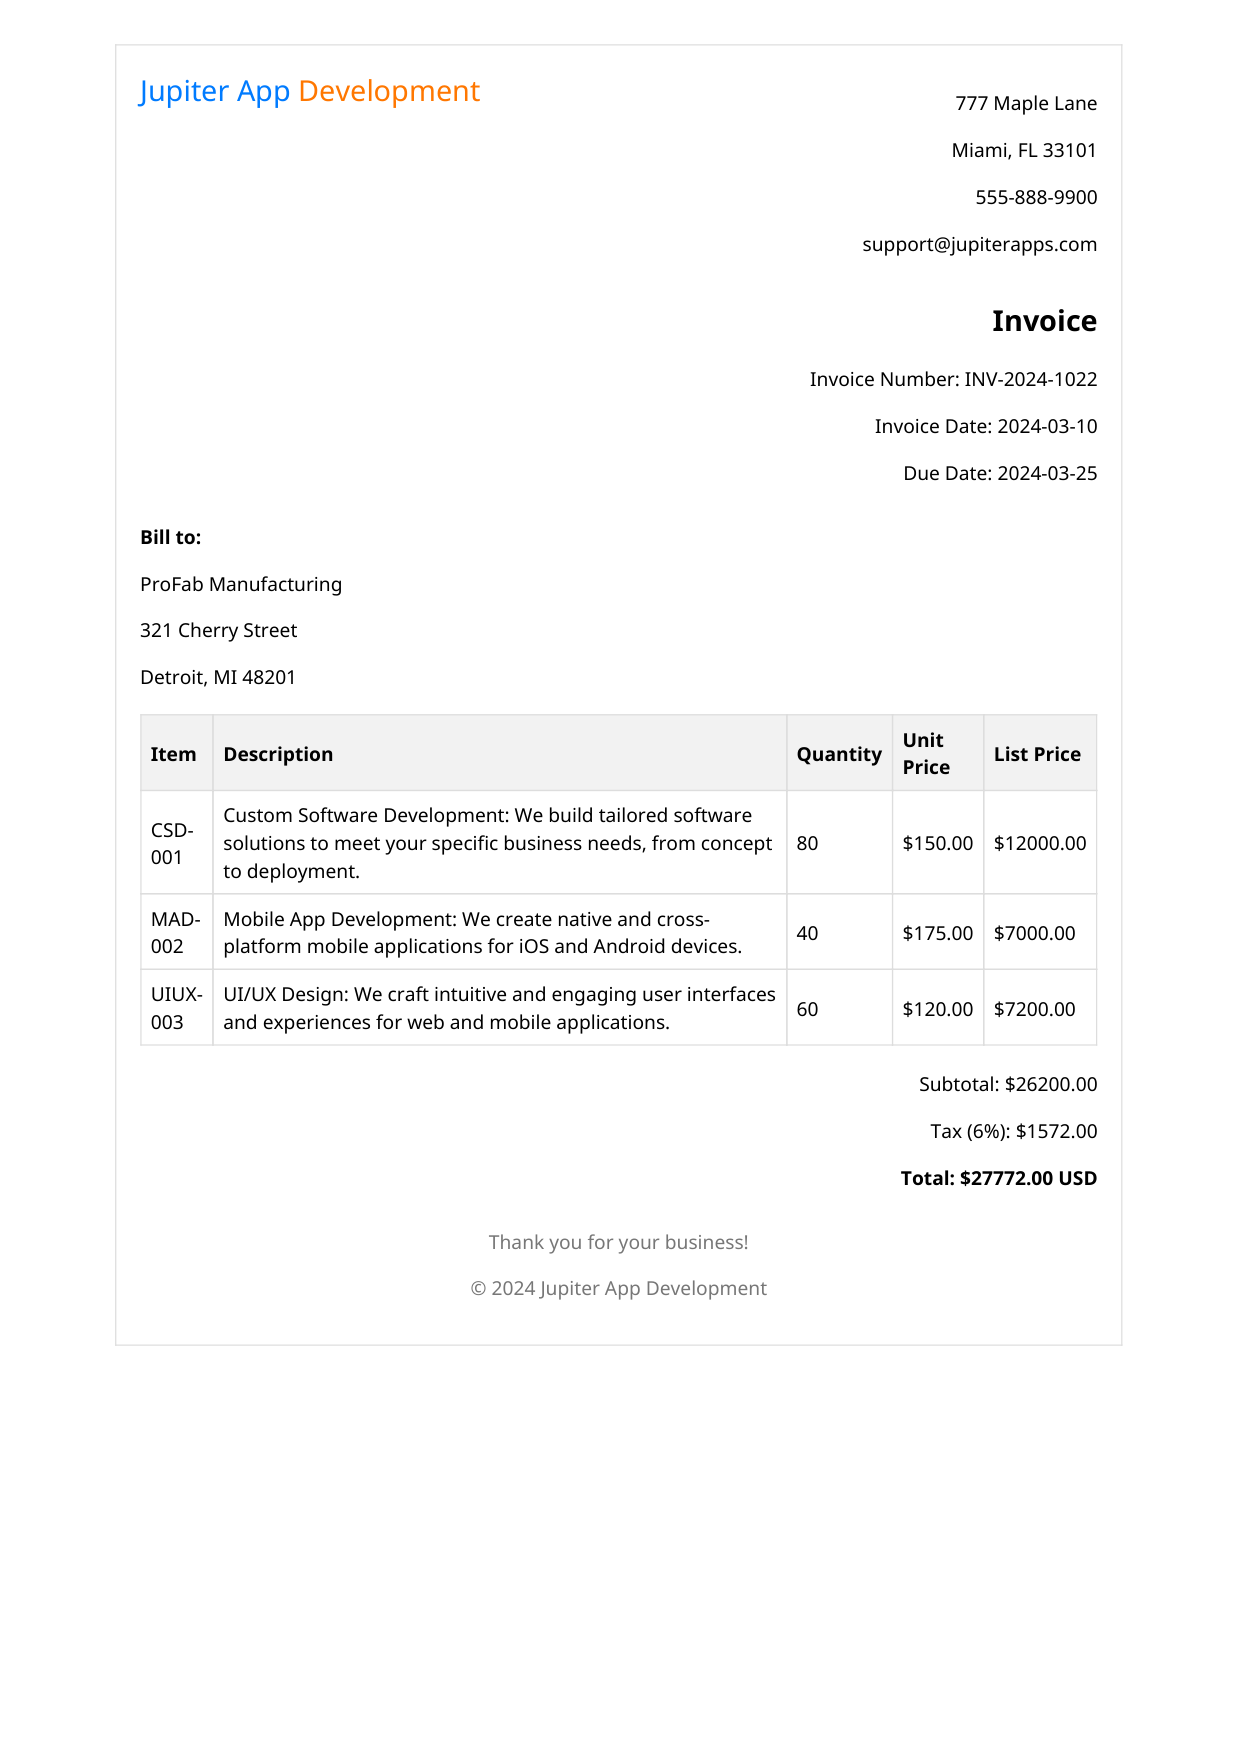 Jupiter App Development
777 Maple Lane
Miami, FL 33101
555-888-9900
support@jupiterapps.com
Invoice
Invoice Number: INV-2024-1022
Invoice Date: 2024-03-10
Due Date: 2024-03-25
Bill to:
ProFab Manufacturing
321 Cherry Street
Detroit, MI 48201
Item Description Quantity Unit Price List Price
CSD-001 Custom Software Development: We build tailored software
solutions to meet your specific business needs, from concept
to deployment. 80 $150.00 $12000.00
MAD-002 Mobile App Development: We create native and cross-
platform mobile applications for iOS and Android devices. 40 $175.00 $7000.00
UIUX-003 UI/UX Design: We craft intuitive and engaging user interfaces
and experiences for web and mobile applications. 60 $120.00 $7200.00
Subtotal: $26200.00
Tax (6%): $1572.00
Total: $27772.00 USD
Thank you for your business!
© 2024 Jupiter App Development